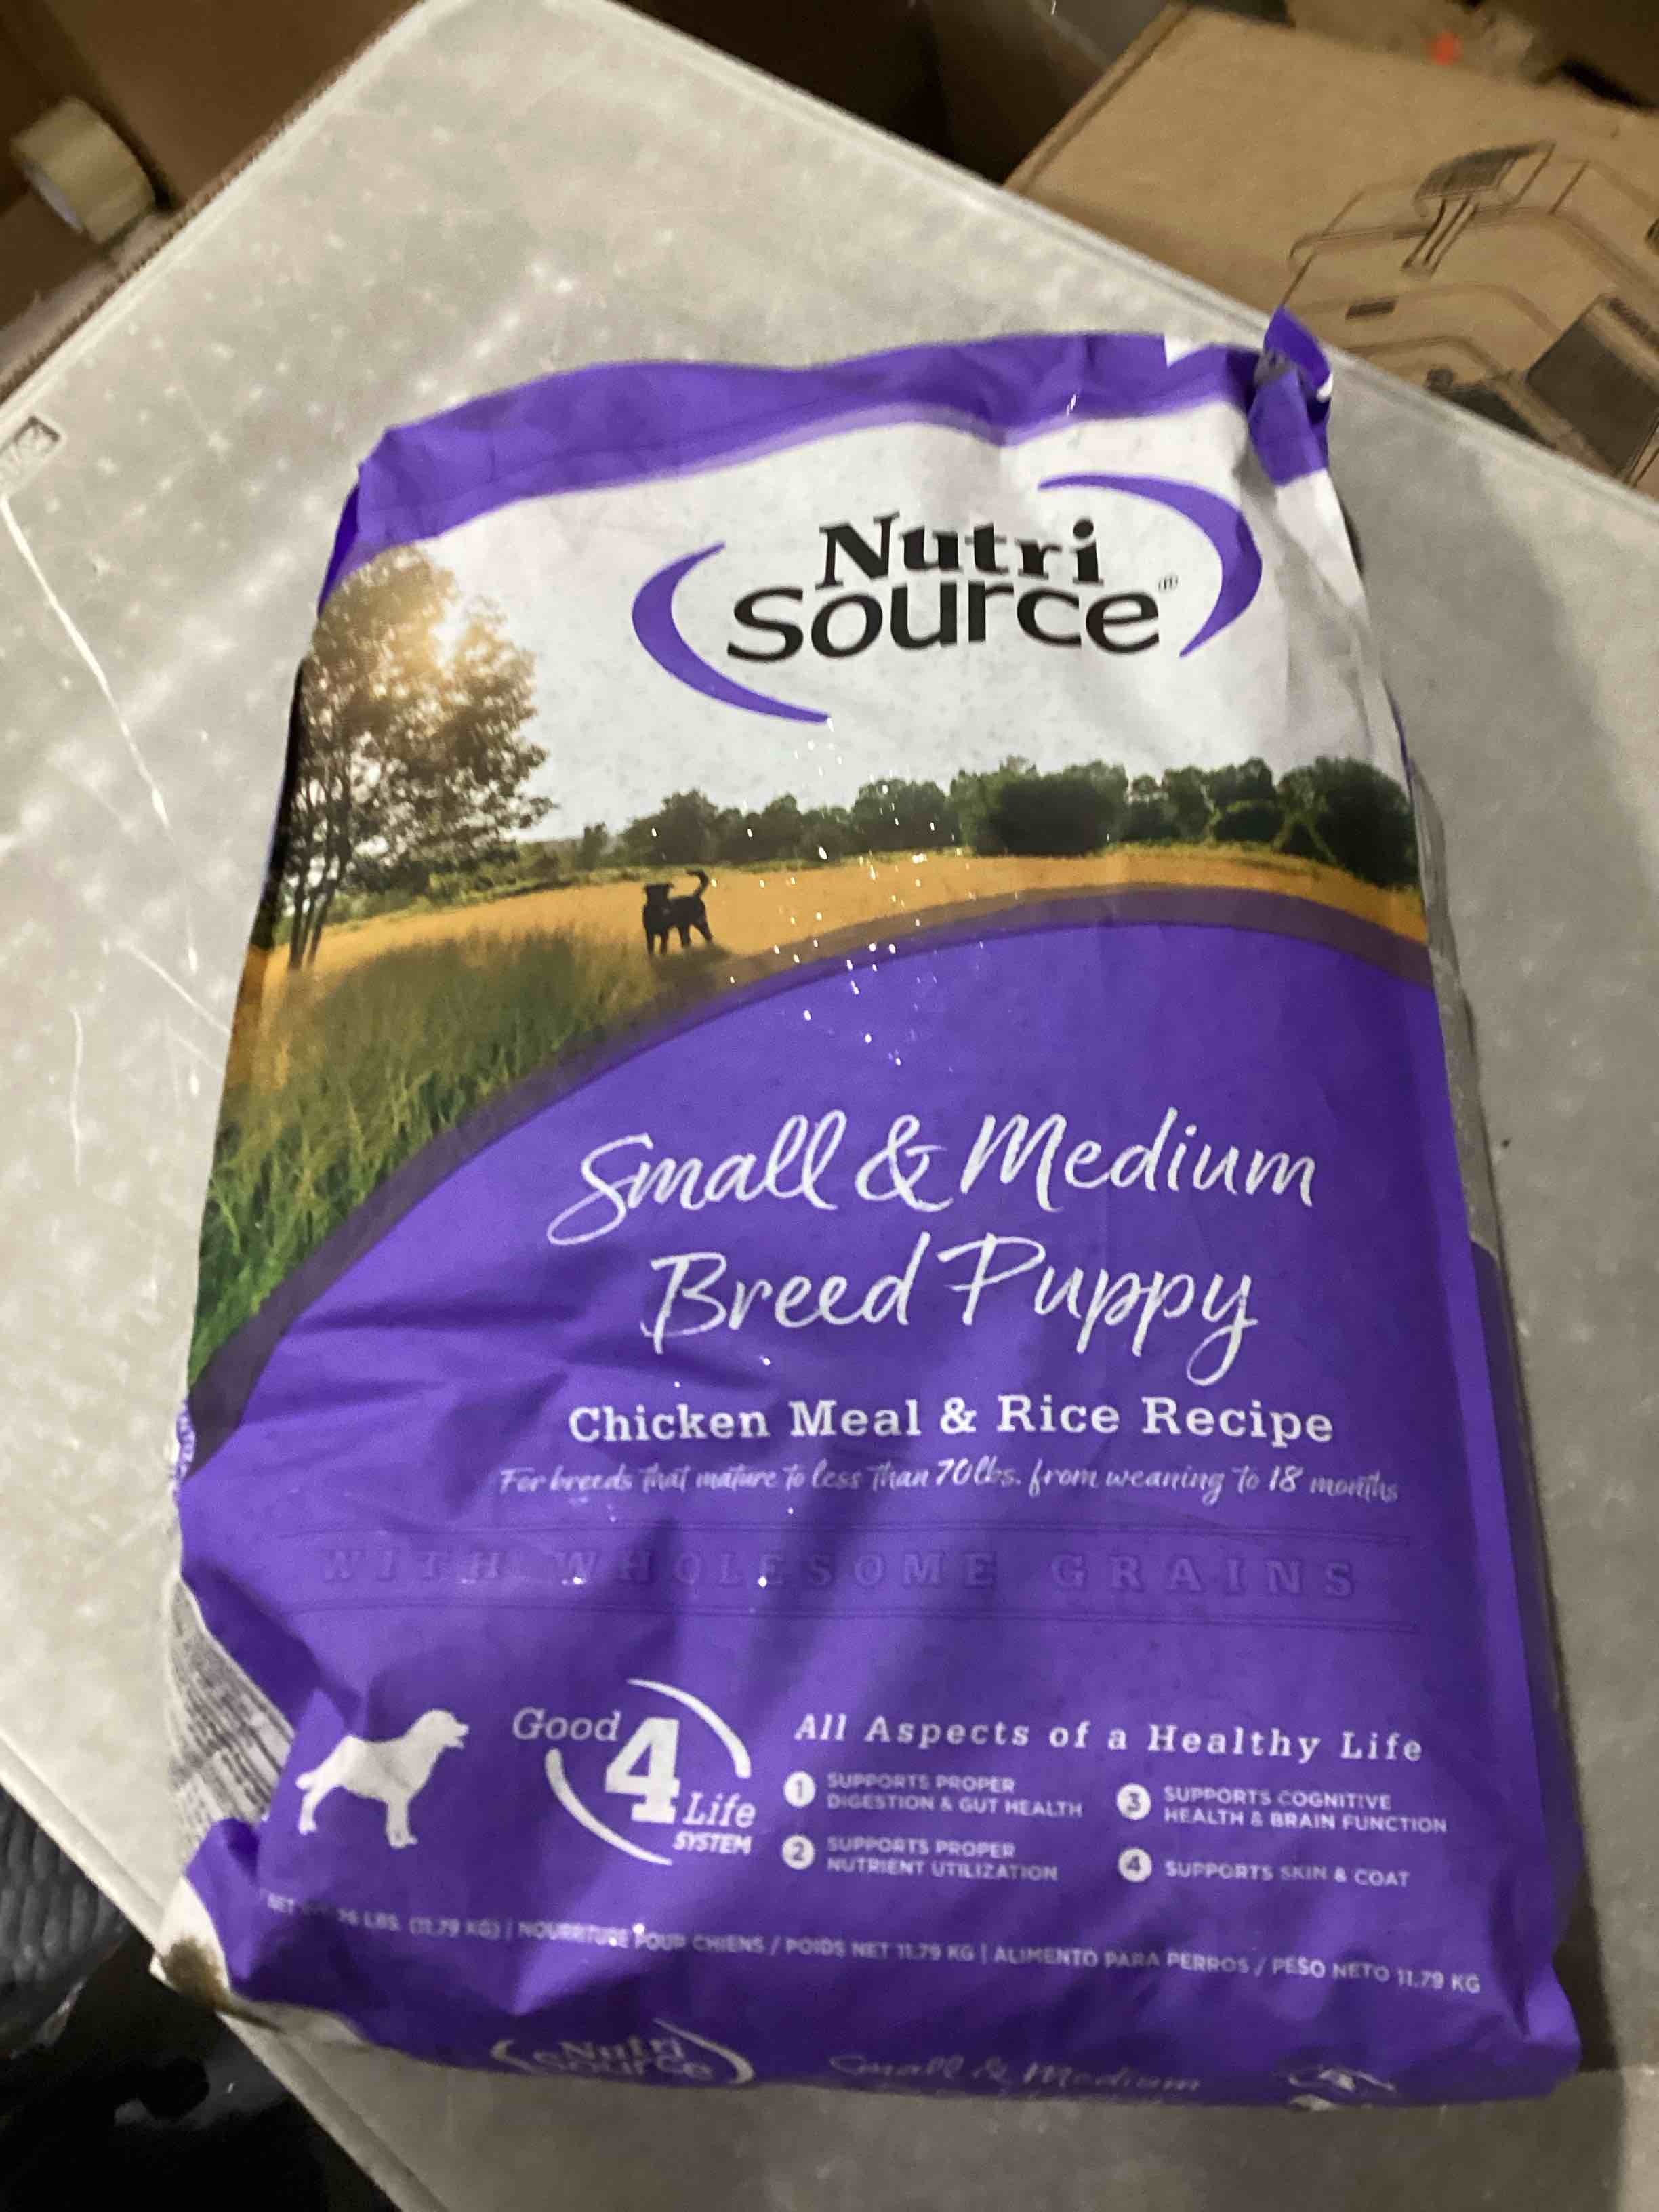 Nutri
Source
Small & Medium
Breed Puppy
Chicken Meal & Rice Recipe
For breeds that mature to less than 70lbs. from weaning to 18 months
WITH WHOLESOME GRAINS
Good
4
Life
SYSTEM
All Aspects of a Healthy Life
1 SUPPORTS PROPER
DIGESTION & GUT HEALTH
2 SUPPORTS PROPER
NUTRIENT UTILIZATION
3 SUPPORTS COGNITIVE
HEALTH & BRAIN FUNCTION
4 SUPPORTS SKIN & COAT
NET 26 LBS. (11.79 KG) | NOURRITURE POUR CHIENS / POIDS NET 11.79 KG | ALIMENTO PARA PERROS / PESO NETO 11.79 KG
Nutri
Source
Small & Medium